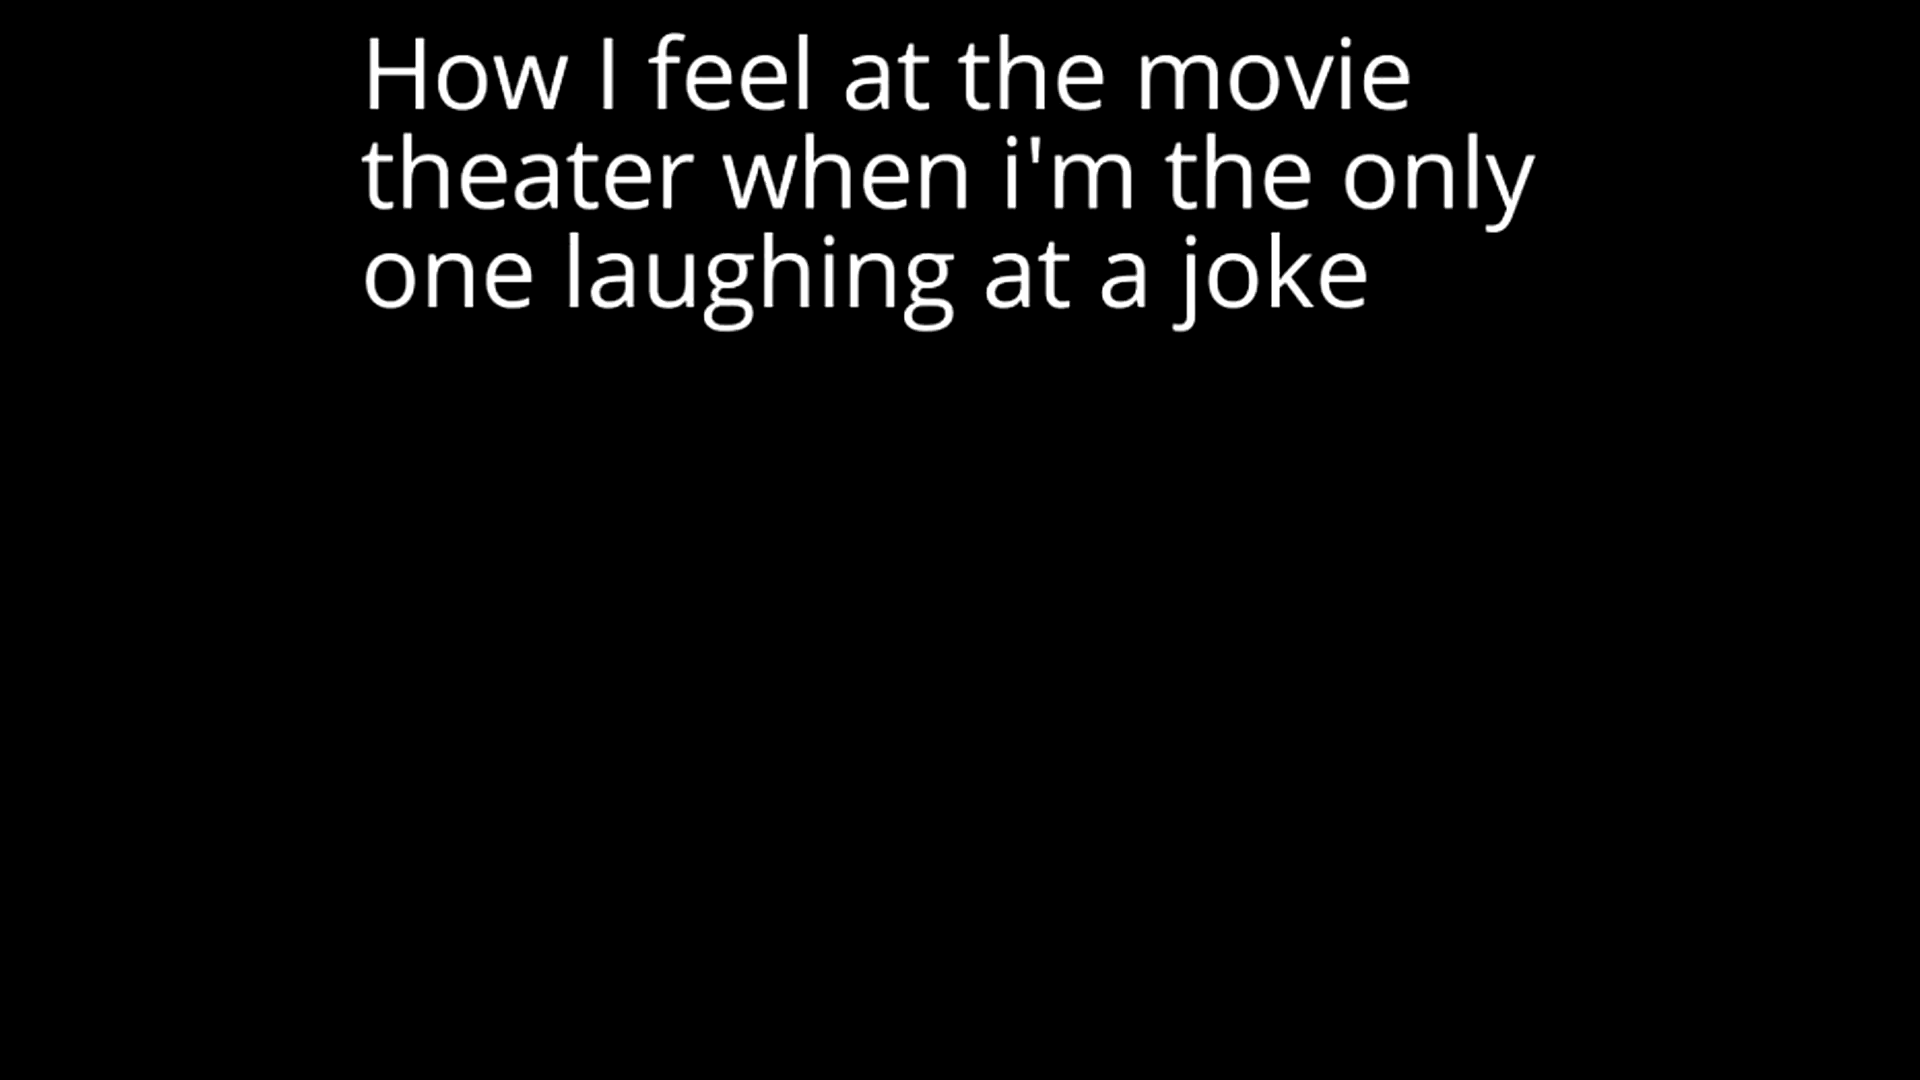 How I feel at the movie
theater when i'm the only
one laughing at a joke